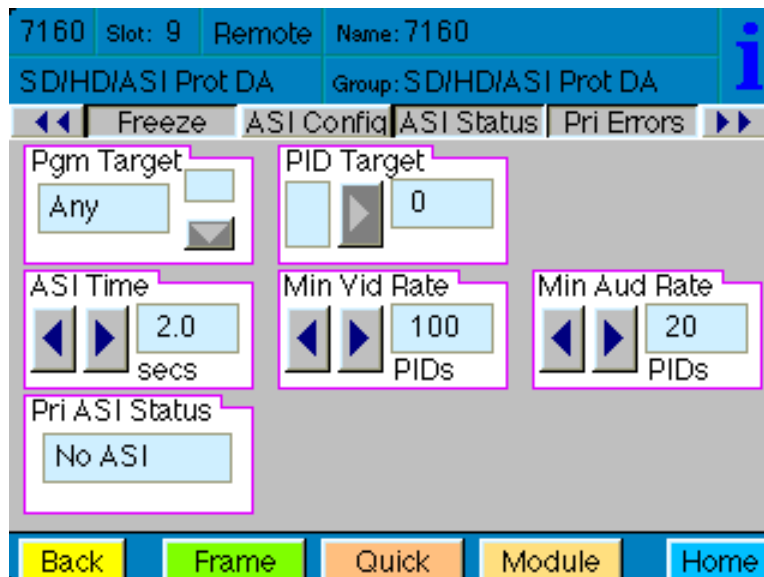 7160 Slot: 9 Remote Name: 7160
SD/HD/ASI Prot DA Group: SD/HD/ASI Prot DA
Freeze ASI Config ASI Status Pri Errors
Pgm Target PID Target
Any 0
ASI Time Min Vid Rate Min Aud Rate
2.0 100 20
secs PIDs PIDs
Pri ASI Status
No ASI
Back Frame Quick Module Home